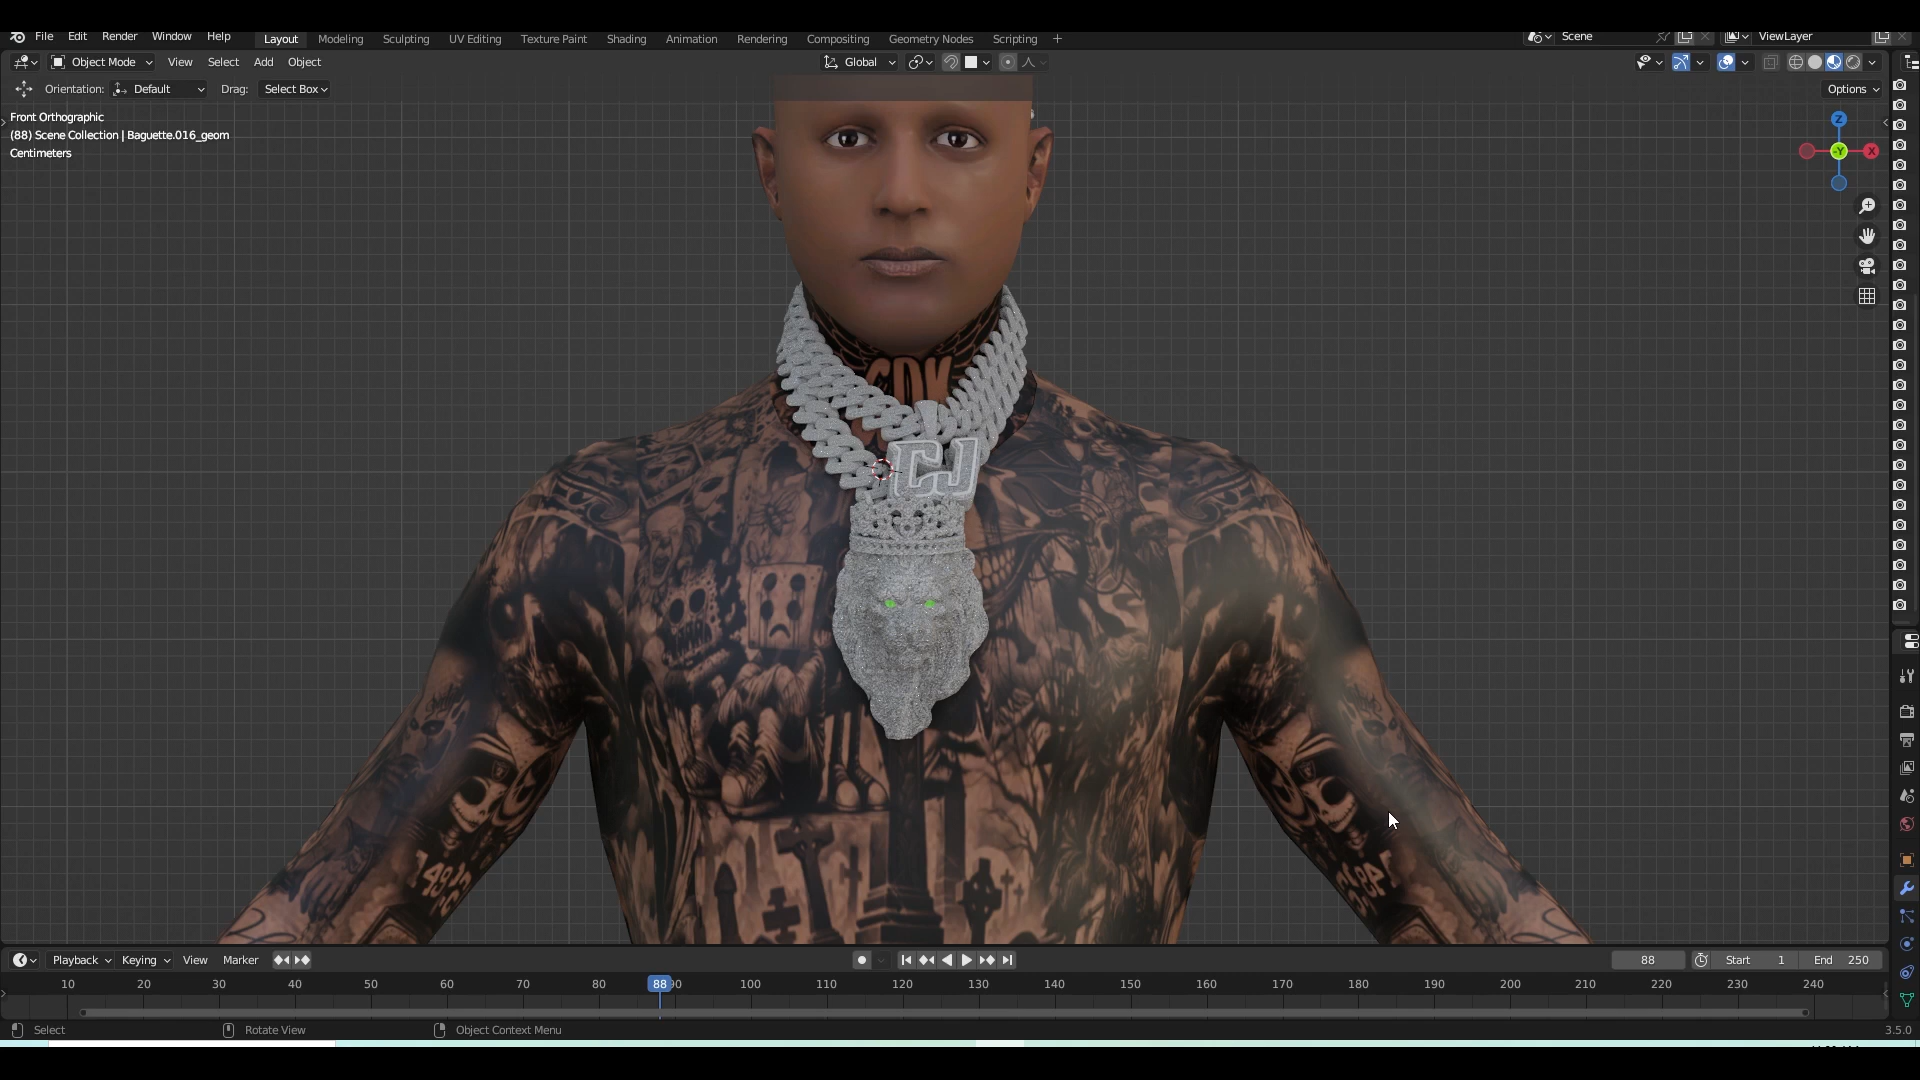 File Edit Render Window Help Layout Modeling Sculpting UV Editing Texture Paint Shading Animation Rendering Compositing Geometry Nodes Scripting + Scene ViewLayer
Object Mode View Select Add Object Global
Orientation: Default Drag: Select Box Options
Front Orthographic
(88) Scene Collection | Baguette.016_geom
Centimeters
Z
-Y X
CJ
Playback Keying View Marker 88 Start 1 End 250
10 20 30 40 50 60 70 80 88 100 110 120 130 140 150 160 170 180 190 200 210 220 230 240
Select Rotate View Object Context Menu 3.5.0